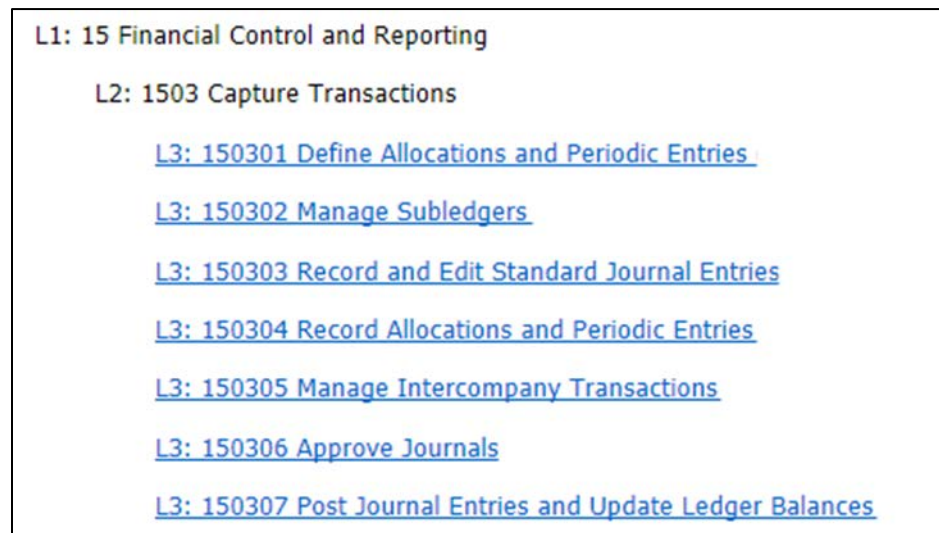 L1: 15 Financial Control and Reporting
L2: 1503 Capture Transactions
L3: 150301 Define Allocations and Periodic Entries
L3: 150302 Manage Subledgers
L3: 150303 Record and Edit Standard Journal Entries
L3: 150304 Record Allocations and Periodic Entries
L3: 150305 Manage Intercompany Transactions
L3: 150306 Approve Journals
L3: 150307 Post Journal Entries and Update Ledger Balances